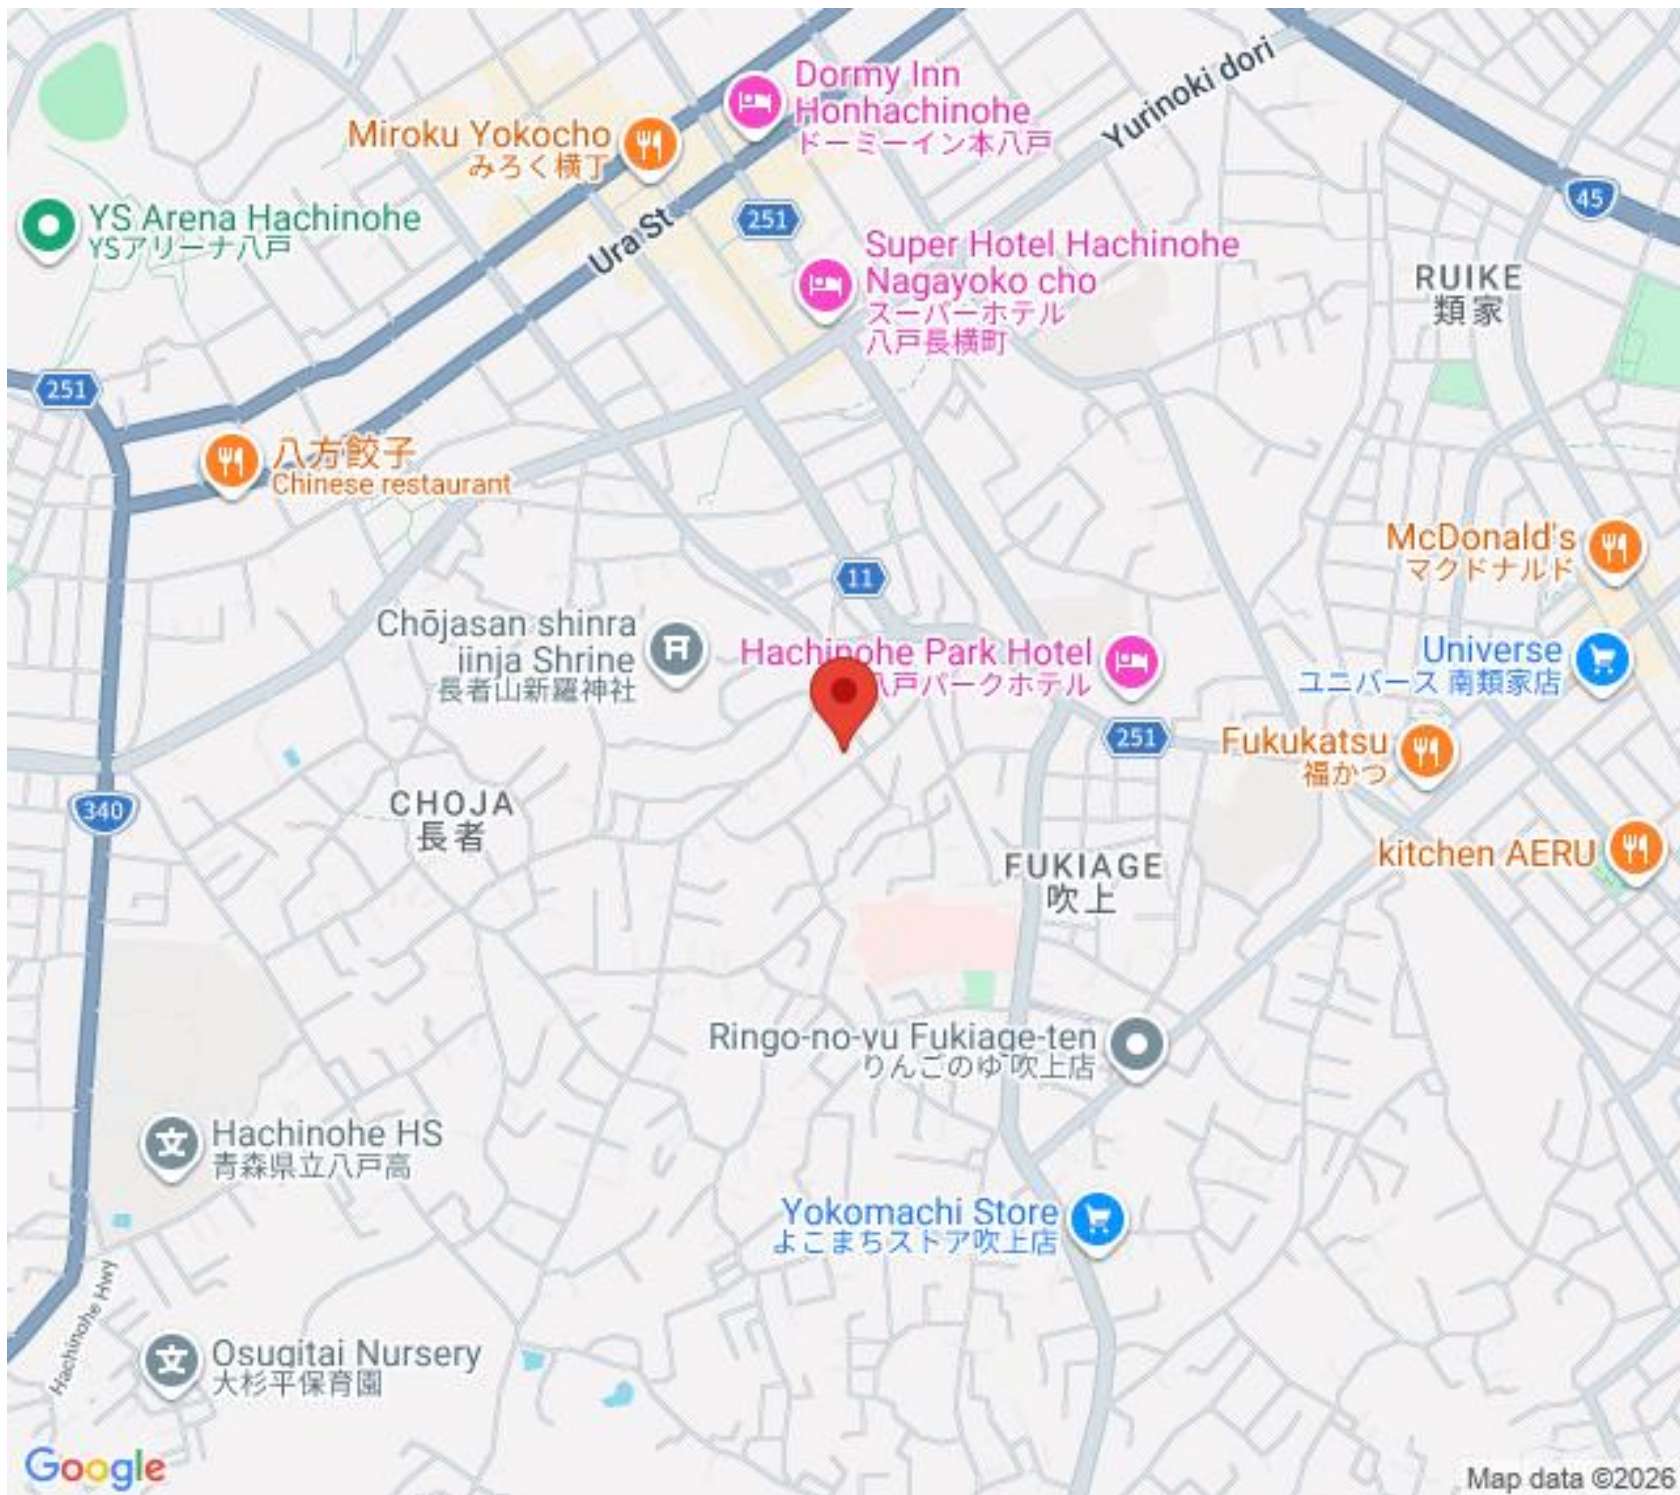 Dormy Inn
Honhachinohe
ドーミーイン本八戸
Yurinoki dori
Miroku Yokocho
みろく横丁
45
YS Arena Hachinohe
YSアリーナ八戸
251
Ura St
Super Hotel Hachinohe
Nagayoko cho
スーパーホテル
八戸長横町
RUIKE
類家
251
八方餃子
Chinese restaurant
McDonald's
マクドナルド
11
Chōjasan shinra
jinja Shrine
長者山新羅神社
Hachinohe Park Hotel
八戸パークホテル
Universe
ユニバース 南類家店
251
Fukukatsu
福かつ
340
CHOJA
長者
FUKIAGE
吹上
kitchen AERU
Ringo-no-yu Fukiage-ten
りんごのゆ 吹上店
Hachinohe HS
青森県立八戸高
Yokomachi Store
よこまちストア吹上店
Hachinohe Hwy
Osugitai Nursery
大杉平保育園
Google
Map data ©2026